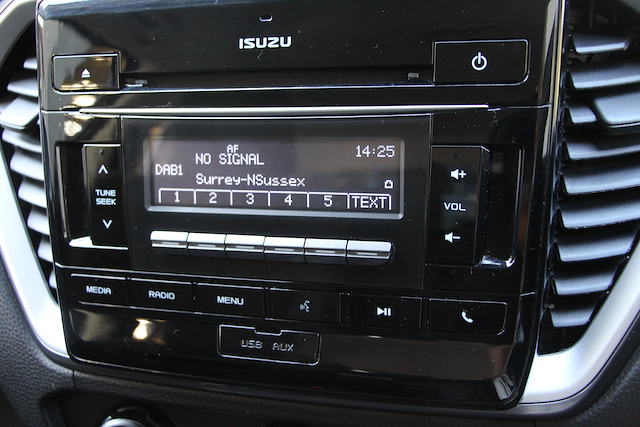 ISUZU
AF
NO SIGNAL
14:25
DAB1
Surrey-NSussex
1 2 3 4 5 TEXT
TUNE
SEEK
VOL
MEDIA RADIO MENU
USB AUX